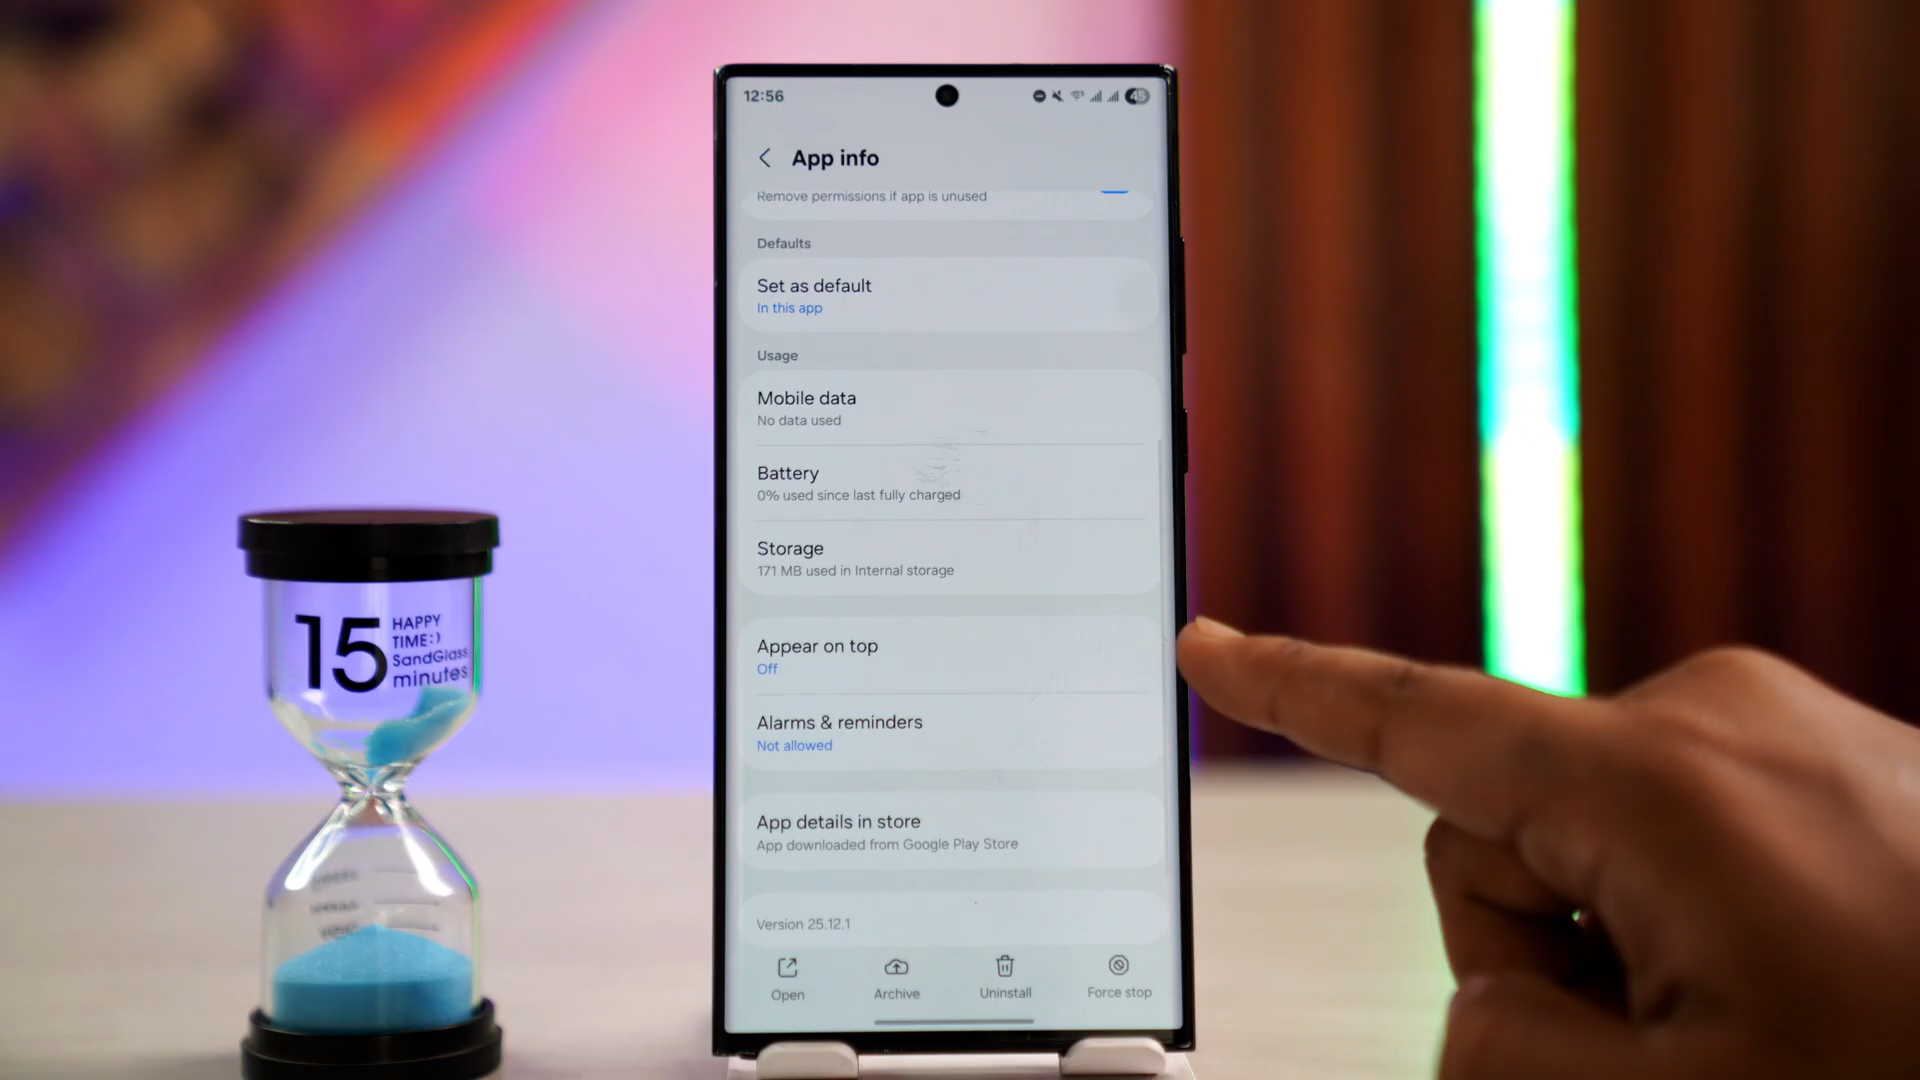 12:56
45
App info
Remove permissions if app is unused
Defaults
Set as default
In this app
Usage
Mobile data
No data used
Battery
0% used since last fully charged
Storage
171 MB used in Internal storage
Appear on top
Off
Alarms & reminders
Not allowed
App details in store
App downloaded from Google Play Store
Version 25.12.1
Open
Archive
Uninstall
Force stop
15
HAPPY
TIME:)
SandGlass
minutes